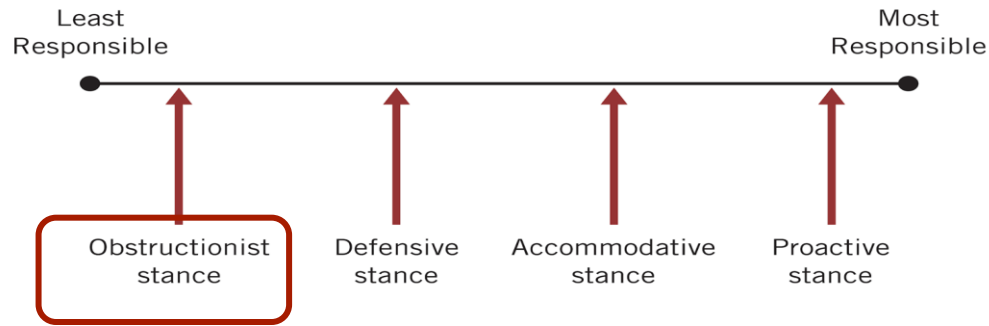 Least
Responsible
Most
Responsible
Obstructionist
stance
Defensive
stance
Accommodative
stance
Proactive
stance